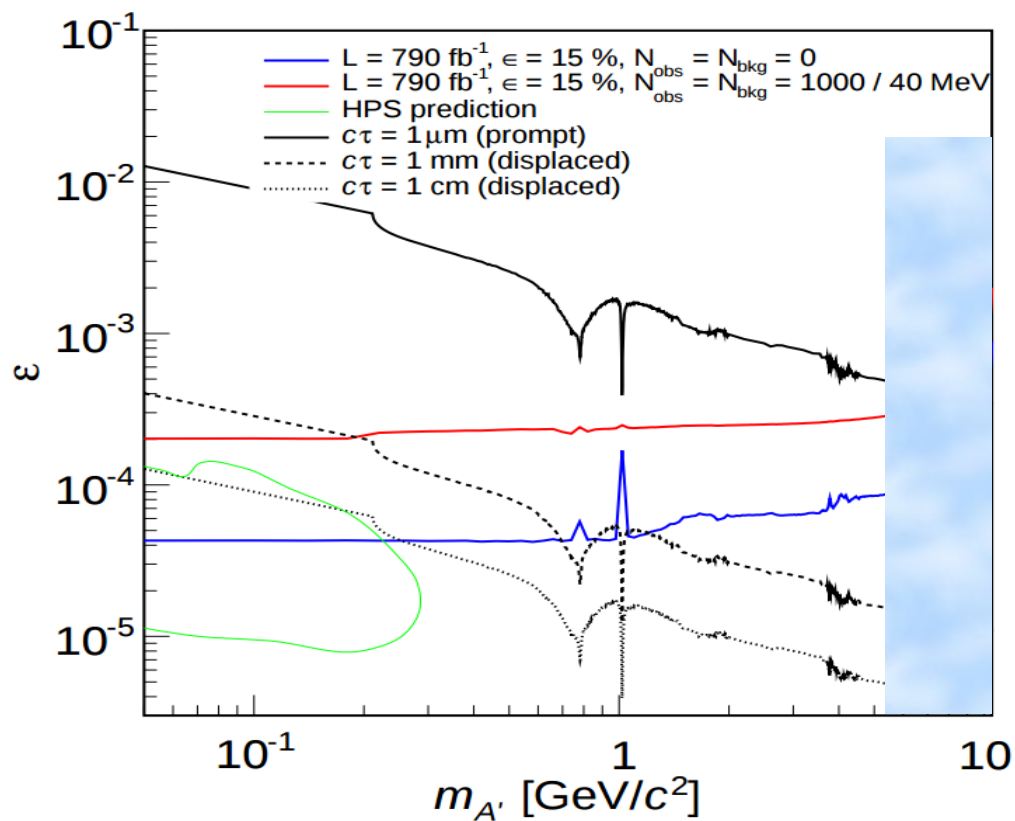 L = 790 fb⁻¹, ϵ = 15 %, N_obs = N_bkg = 0
L = 790 fb⁻¹, ϵ = 15 %, N_obs = N_bkg = 1000 / 40 MeV
HPS prediction
cτ = 1 μm (prompt)
cτ = 1 mm (displaced)
cτ = 1 cm (displaced)
10⁻¹
10⁻²
10⁻³
10⁻⁴
10⁻⁵
ε
10⁻¹ 1 10
m_A' [GeV/c²]